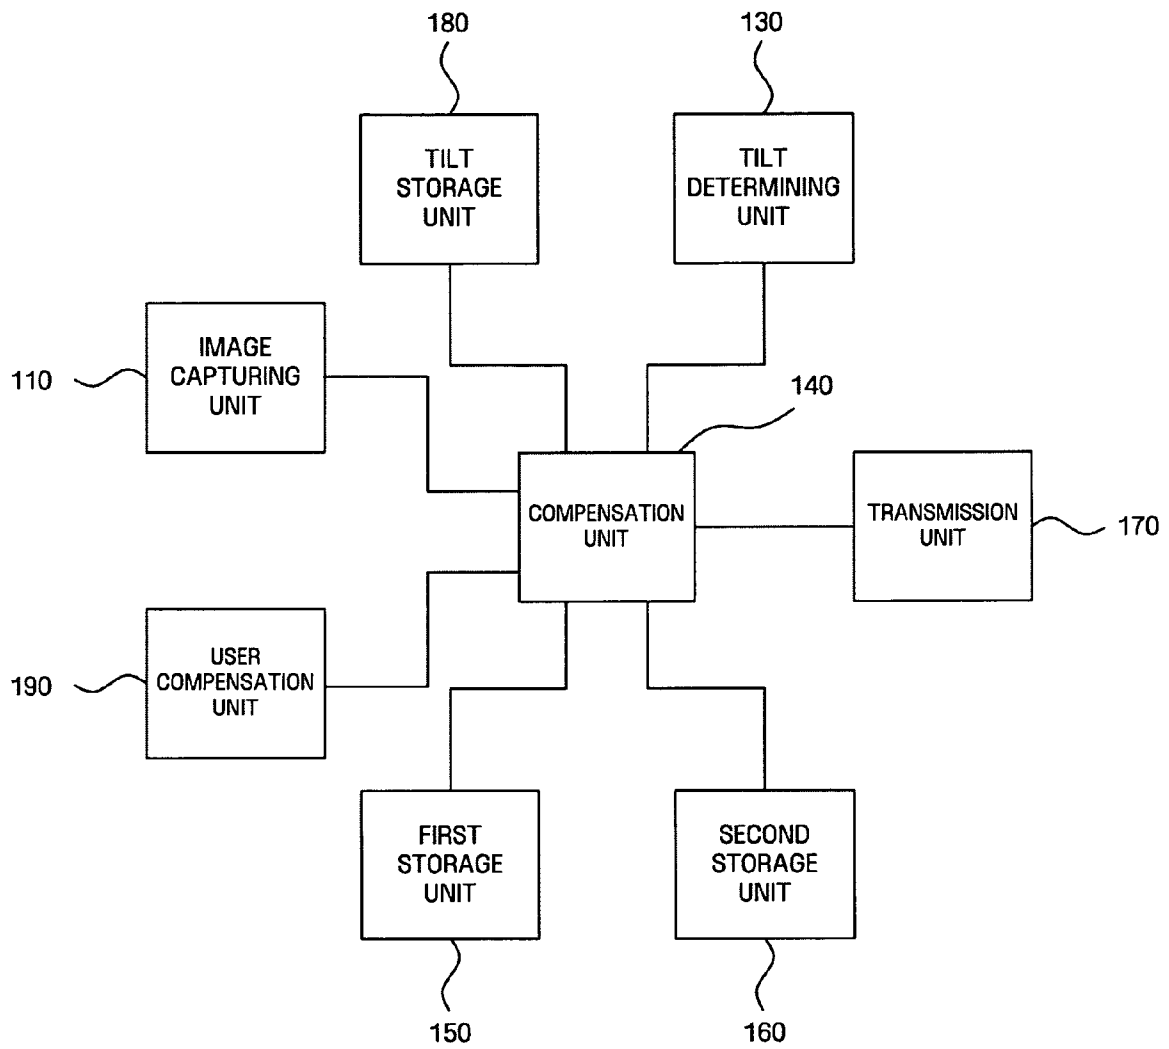 180
130
TILT
STORAGE
UNIT
TILT
DETERMINING
UNIT
110
IMAGE
CAPTURING
UNIT
140
COMPENSATION
UNIT
TRANSMISSION
UNIT
170
190
USER
COMPENSATION
UNIT
FIRST
STORAGE
UNIT
SECOND
STORAGE
UNIT
150
160